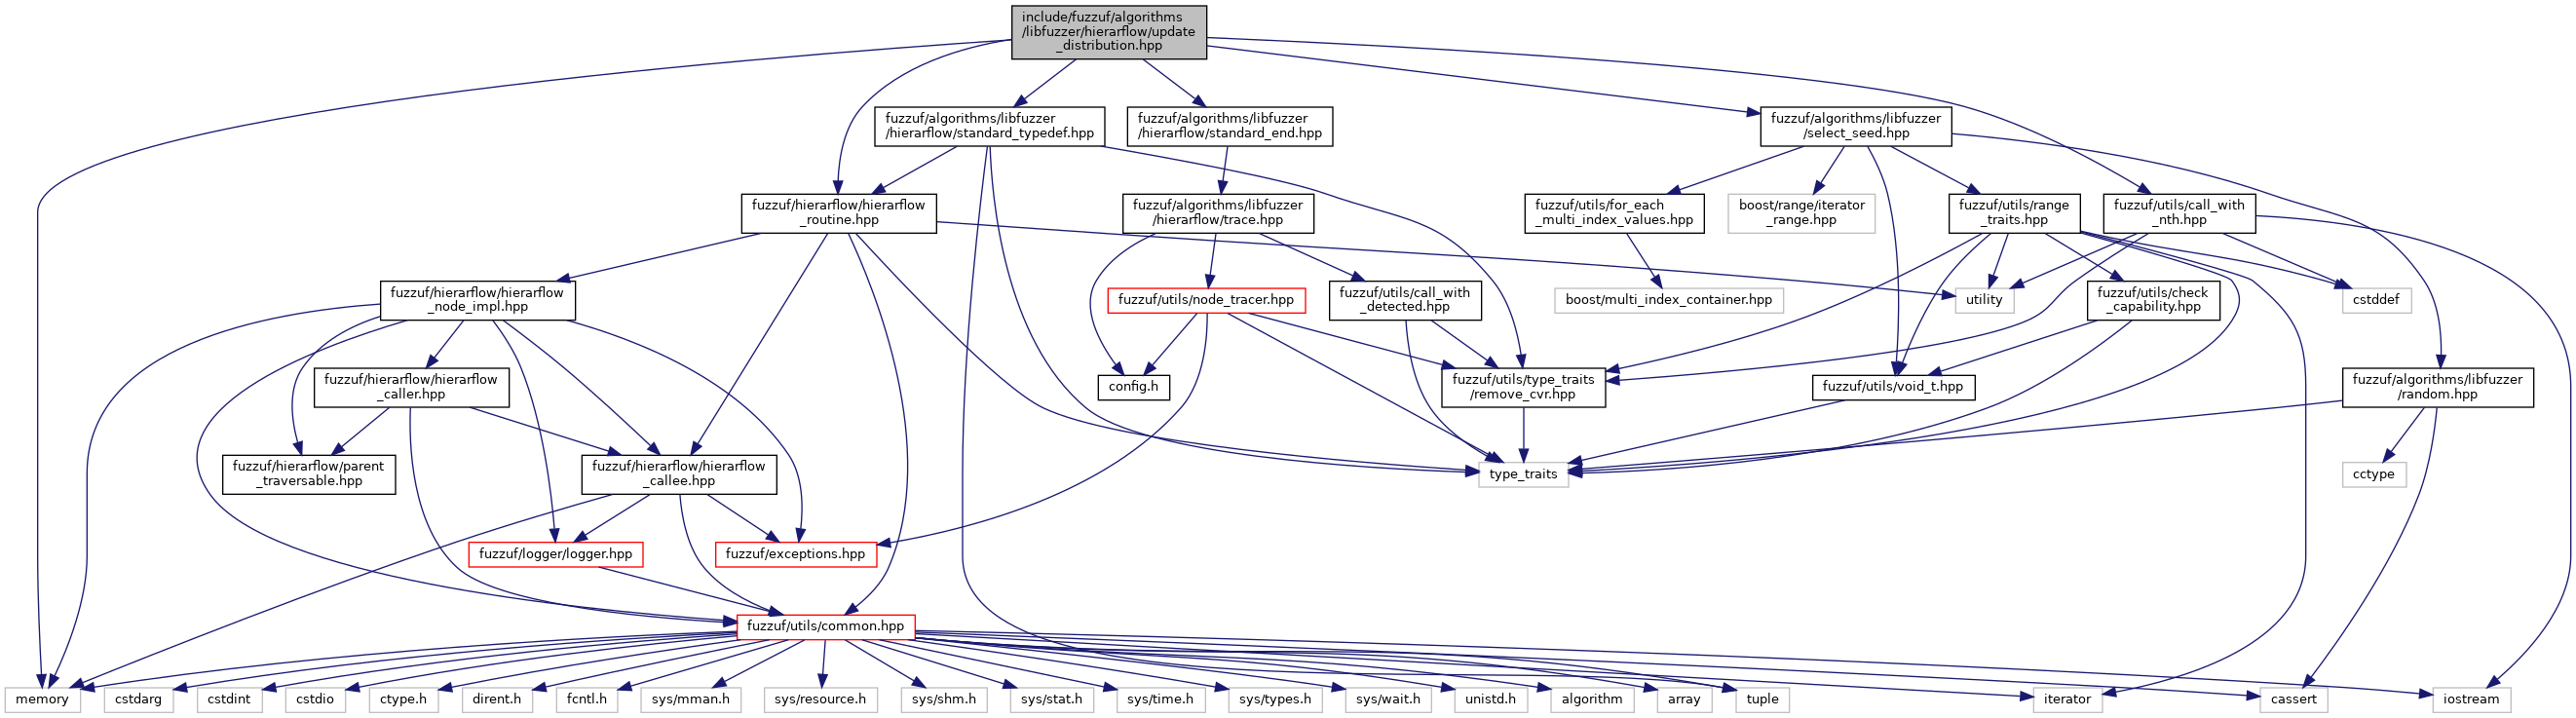 include/fuzzuf/algorithms
/libfuzzer/hierarflow/update
_distribution.hpp
fuzzuf/algorithms/libfuzzer
/hierarflow/standard_typedef.hpp
fuzzuf/algorithms/libfuzzer
/hierarflow/standard_end.hpp
fuzzuf/algorithms/libfuzzer
/select_seed.hpp
fuzzuf/hierarflow/hierarflow
_routine.hpp
fuzzuf/algorithms/libfuzzer
/hierarflow/trace.hpp
fuzzuf/utils/for_each
_multi_index_values.hpp
boost/range/iterator
_range.hpp
fuzzuf/utils/range
_traits.hpp
fuzzuf/utils/call_with
_nth.hpp
fuzzuf/hierarflow/hierarflow
_node_impl.hpp
fuzzuf/utils/node_tracer.hpp
fuzzuf/utils/call_with
_detected.hpp
boost/multi_index_container.hpp
utility
fuzzuf/utils/check
_capability.hpp
cstddef
fuzzuf/hierarflow/hierarflow
_caller.hpp
config.h
fuzzuf/utils/type_traits
/remove_cvr.hpp
fuzzuf/utils/void_t.hpp
fuzzuf/algorithms/libfuzzer
/random.hpp
fuzzuf/hierarflow/parent
_traversable.hpp
fuzzuf/hierarflow/hierarflow
_callee.hpp
type_traits
cctype
fuzzuf/logger/logger.hpp
fuzzuf/exceptions.hpp
fuzzuf/utils/common.hpp
memory
cstdarg
cstdint
cstdio
ctype.h
dirent.h
fcntl.h
sys/mman.h
sys/resource.h
sys/shm.h
sys/stat.h
sys/time.h
sys/types.h
sys/wait.h
unistd.h
algorithm
array
tuple
iterator
cassert
iostream